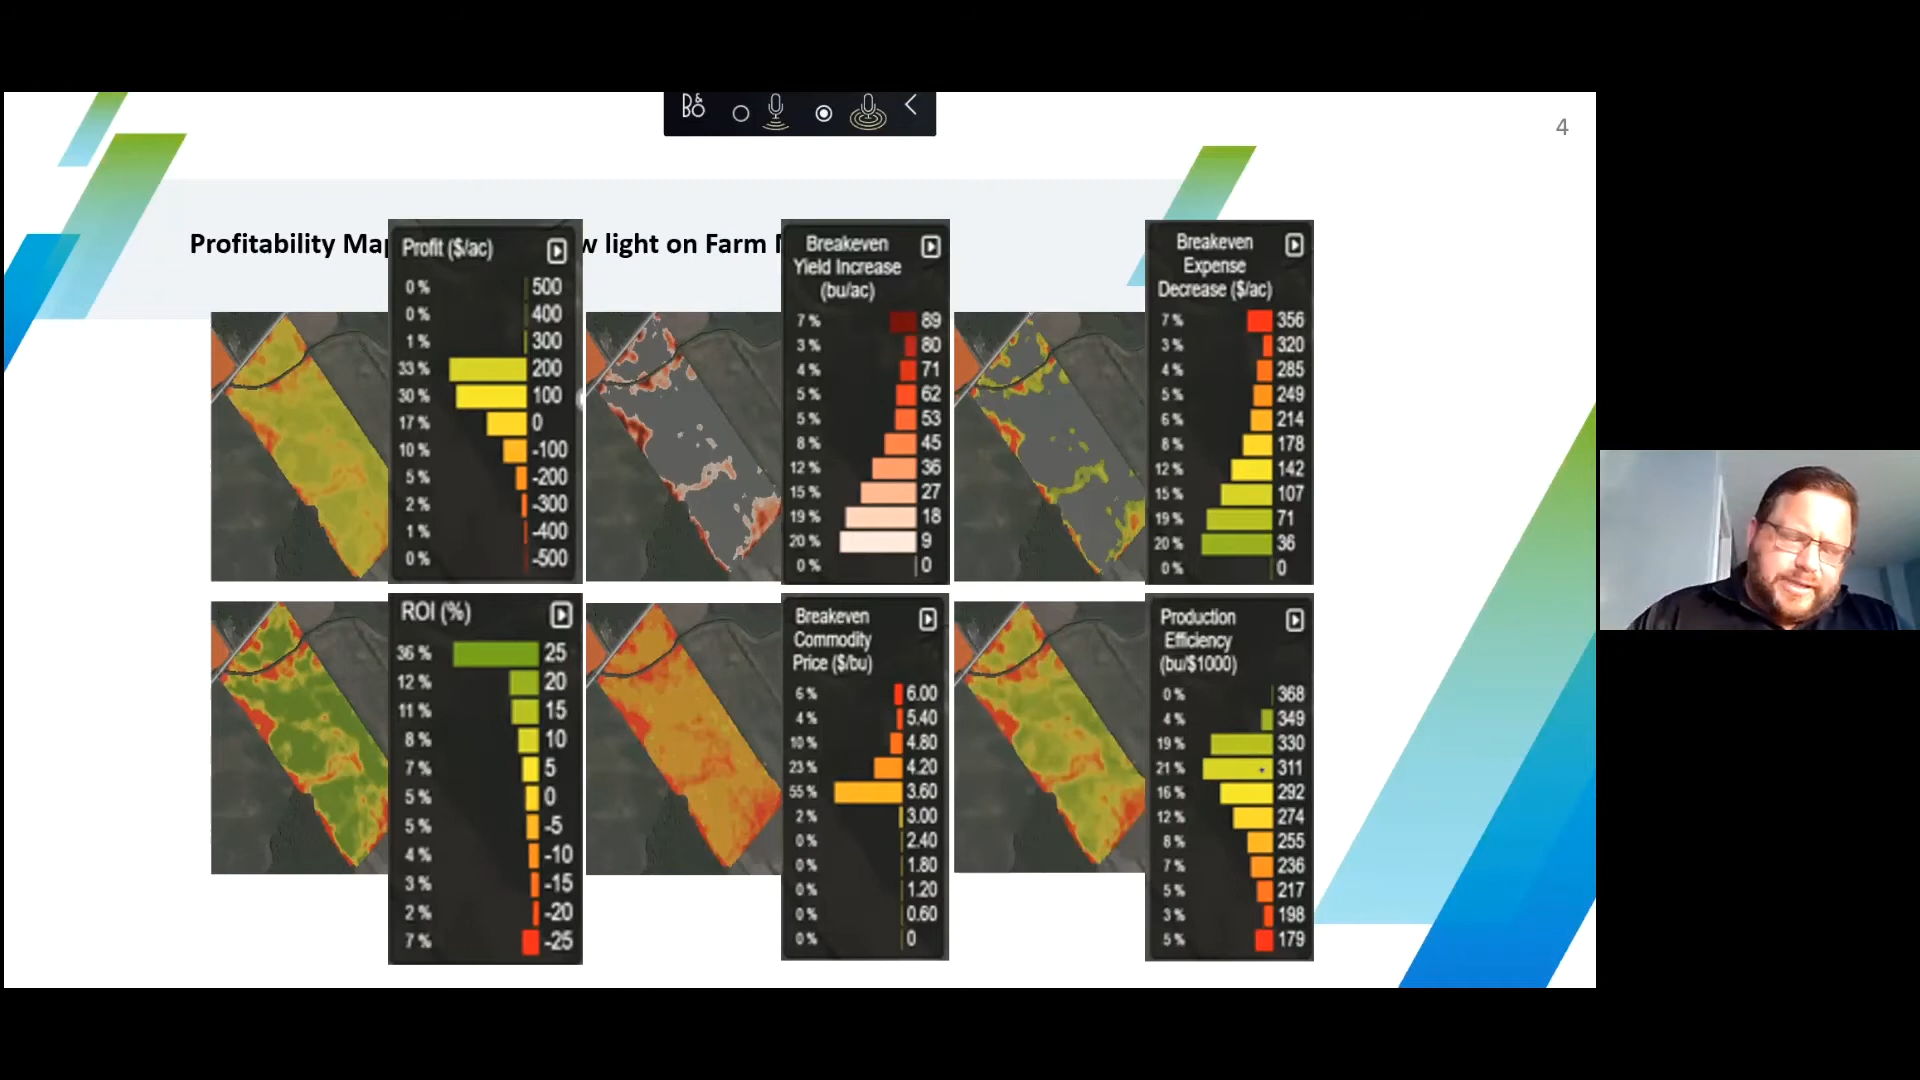 B&O
4
Profitability Map
w light on Farm
Profit ($/ac)
0 % 500
0 % 400
1 % 300
33 % 200
30 % 100
17 % 0
10 % -100
5 % -200
2 % -300
1 % -400
0 % -500
Breakeven
Yield Increase
(bu/ac)
7 % 89
3 % 80
4 % 71
5 % 62
5 % 53
8 % 45
12 % 36
15 % 27
19 % 18
20 % 9
0 % 0
Breakeven
Expense
Decrease ($/ac)
7 % 356
3 % 320
4 % 285
5 % 249
6 % 214
8 % 178
12 % 142
15 % 107
19 % 71
20 % 36
0 % 0
ROI (%)
36 % 25
12 % 20
11 % 15
8 % 10
7 % 5
5 % 0
5 % -5
4 % -10
3 % -15
2 % -20
7 % -25
Breakeven
Commodity
Price ($/bu)
6 % 6.00
4 % 5.40
10 % 4.80
23 % 4.20
55 % 3.60
2 % 3.00
0 % 2.40
0 % 1.80
0 % 1.20
0 % 0.60
0 % 0
Production
Efficiency
(bu/$1000)
0 % 368
4 % 349
19 % 330
21 % 311
16 % 292
12 % 274
8 % 255
7 % 236
5 % 217
3 % 198
5 % 179